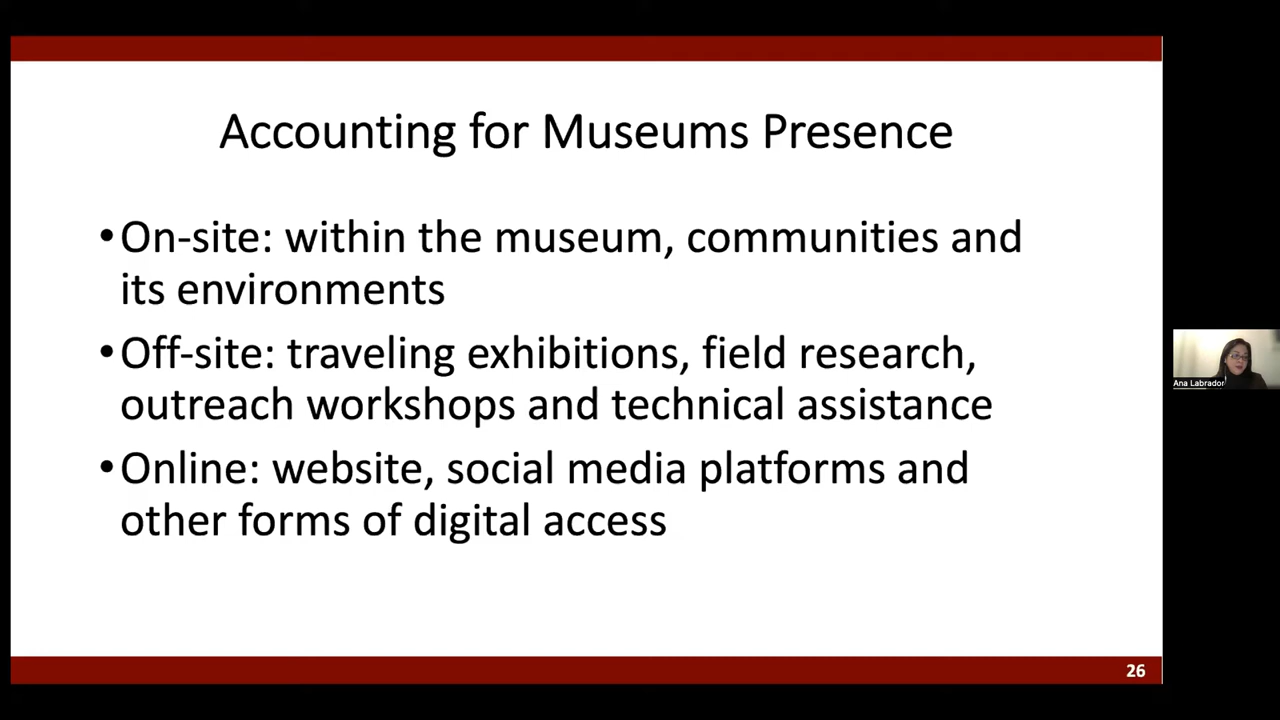 Accounting for Museums Presence
•On-site: within the museum, communities and
its environments
•Off-site: traveling exhibitions, field research,
outreach workshops and technical assistance
•Online: website, social media platforms and
other forms of digital access
Ana Labrador
26